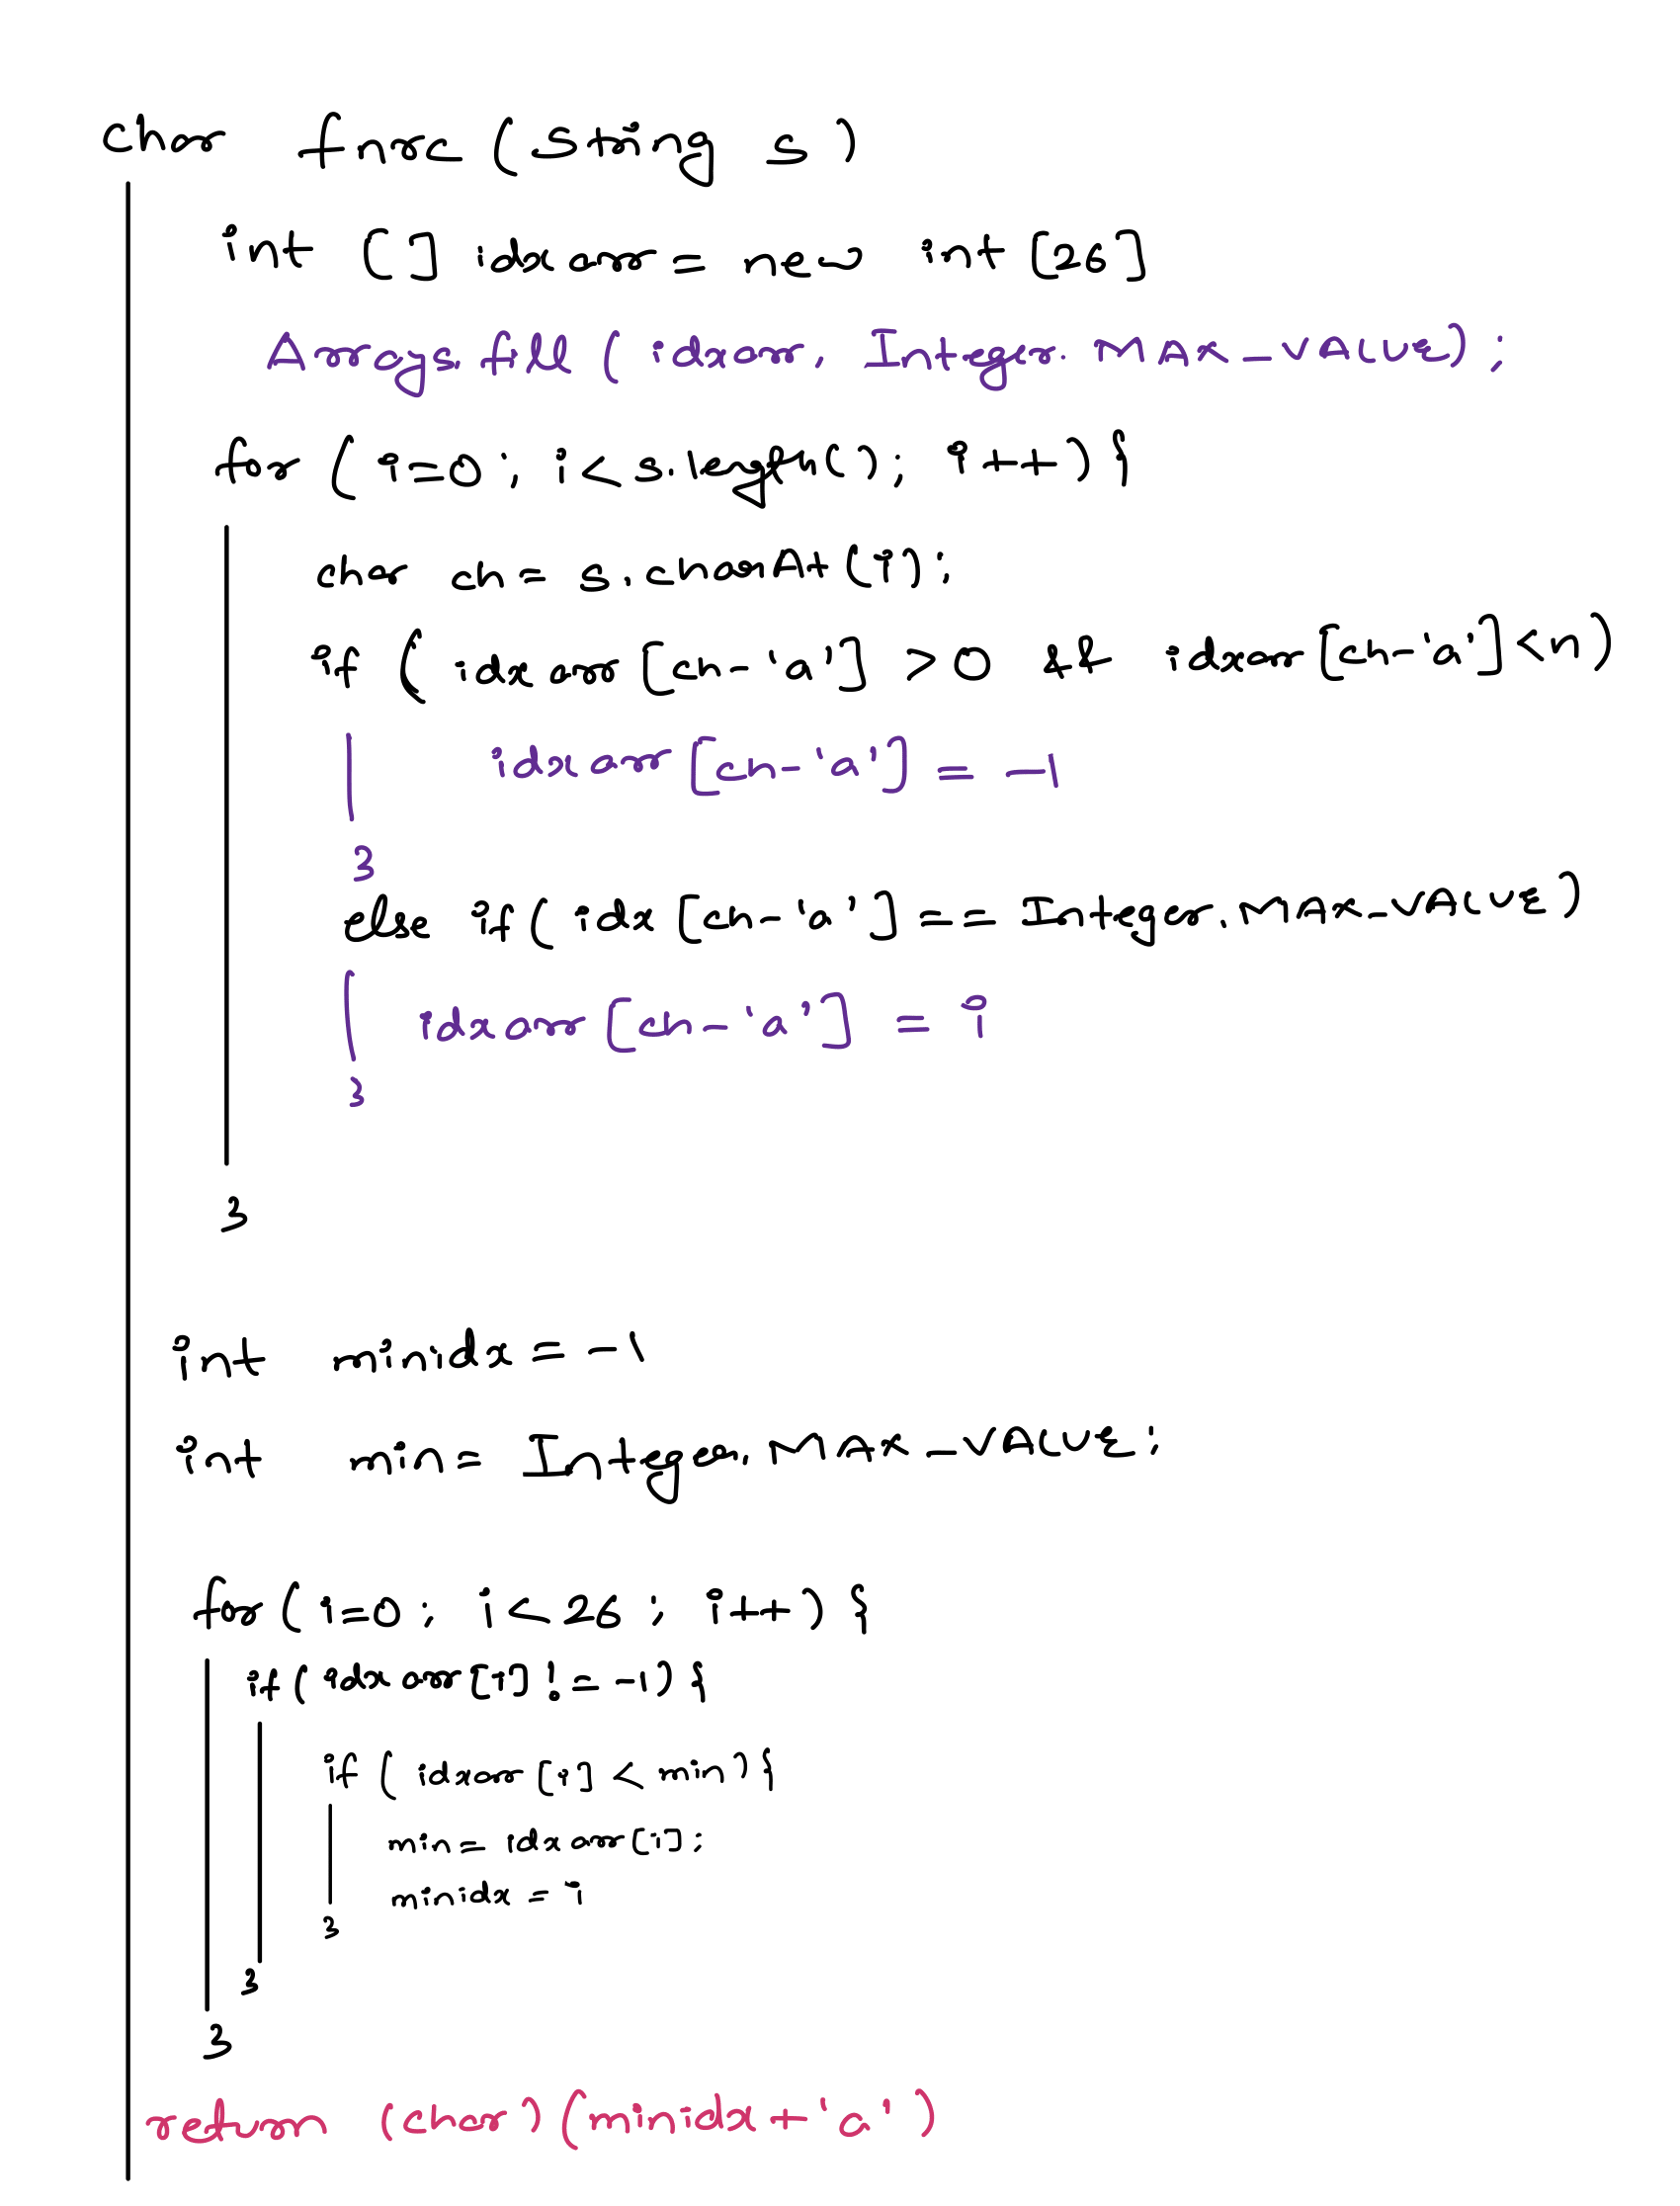 char fnrc (String s)
int [] idxarr = new int [26]
Arrays.fill ( idxarr, Integer.MAX_VALUE);
for ( i=0; i<s.length(); i++ ) {
char ch = s.charAt(i);
if ( idxarr [ch-'a'] > 0 && idxarr[ch-'a']<n)
idxarr [ch-'a'] = -1
}
else if( idx [ch-'a'] == Integer.MAX_VALUE )
idxarr [ch-'a'] = i
}
}
int minidx = -1
int min = Integer.MAX_VALUE;
for ( i=0; i<26; i++ ) {
if ( idxarr[i] != -1) {
if ( idxarr [i] < min ) {
min = idxarr[i];
minidx = i
}
}
}
return (char) (minidx + 'a')